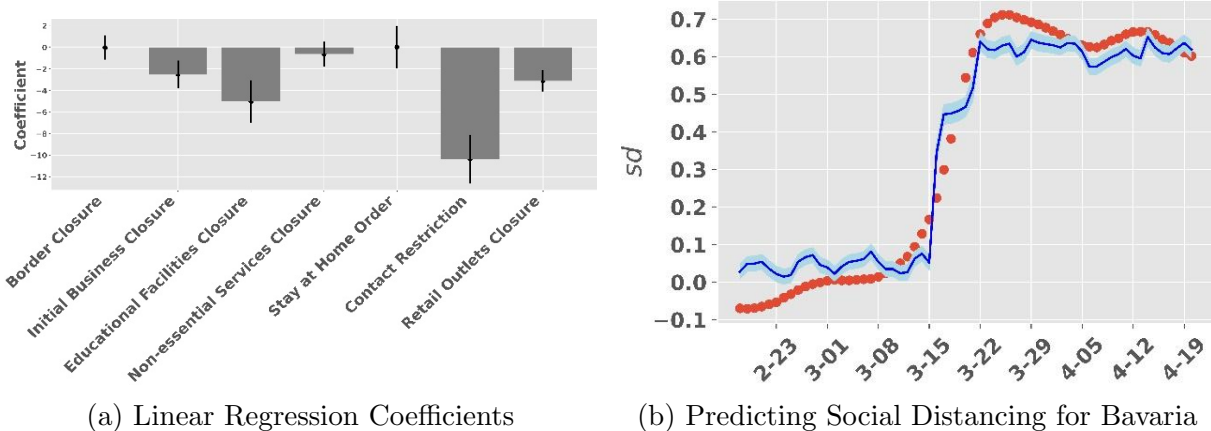 2
0
−2
−4
−6
−8
−10
−12
Coefficient
Border Closure
Initial Business Closure
Educational Facilities Closure
Non-essential Services Closure
Stay at Home Order
Contact Restriction
Retail Outlets Closure
(a) Linear Regression Coefficients
0.7
0.6
0.5
0.4
0.3
0.2
0.1
0.0
−0.1
sd
2-23
3-01
3-08
3-15
3-22
3-29
4-05
4-12
4-19
(b) Predicting Social Distancing for Bavaria